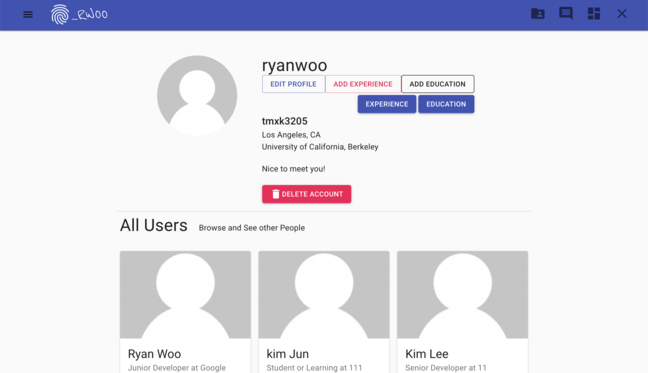 _RWOO
ryanwoo
EDIT PROFILE ADD EXPERIENCE ADD EDUCATION
EXPERIENCE EDUCATION
tmxk3205
Los Angeles, CA
University of California, Berkeley
Nice to meet you!
DELETE ACCOUNT
All Users Browse and See other People
Ryan Woo kim Jun Kim Lee
Junior Developer at Google Student or Learning at 111 Senior Developer at 11